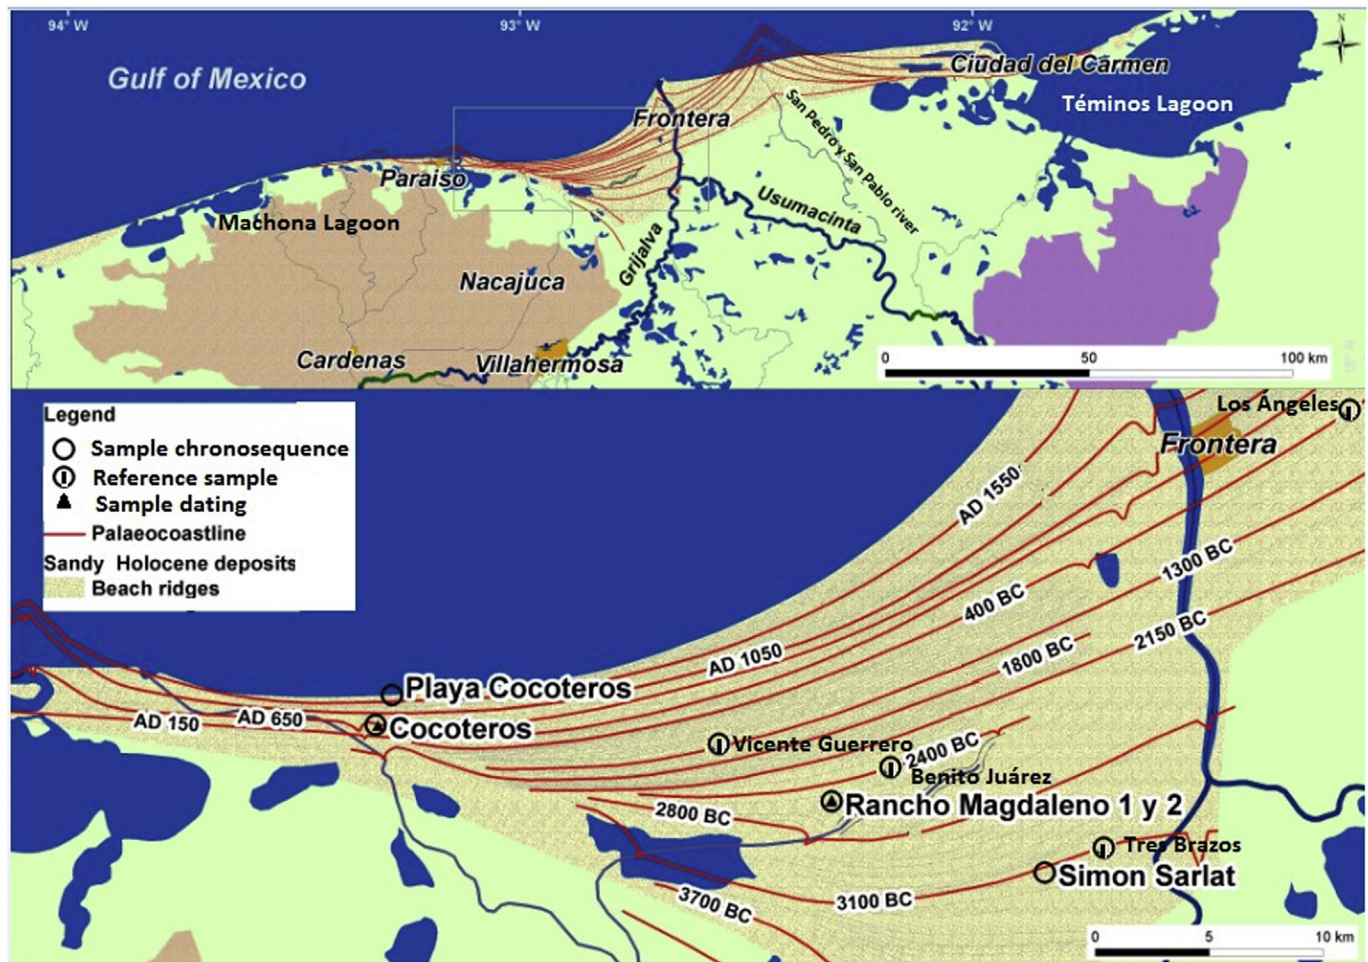 94° W
93° W
92° W
N
Gulf of Mexico
Ciudad del Carmen
Téminos Lagoon
Frontera
San Pedro y San Pablo river
Paraiso
Usumacinta
Machona Lagoon
Grijalva
Nacajuca
Cardenas
Villahermosa
0 50 100 km
18° N
Legend
Sample chronosequence
Reference sample
Sample dating
Palaeocoastline
Sandy Holocene deposits
Beach ridges
Los Ángeles
Frontera
AD 1550
1300 BC
400 BC
2150 BC
1800 BC
AD 1050
Playa Cocoteros
AD 150
AD 650
Cocoteros
Vicente Guerrero
2400 BC
Benito Juárez
Rancho Magdaleno 1 y 2
2800 BC
Tres Brazos
Simon Sarlat
3100 BC
3700 BC
0 5 10 km